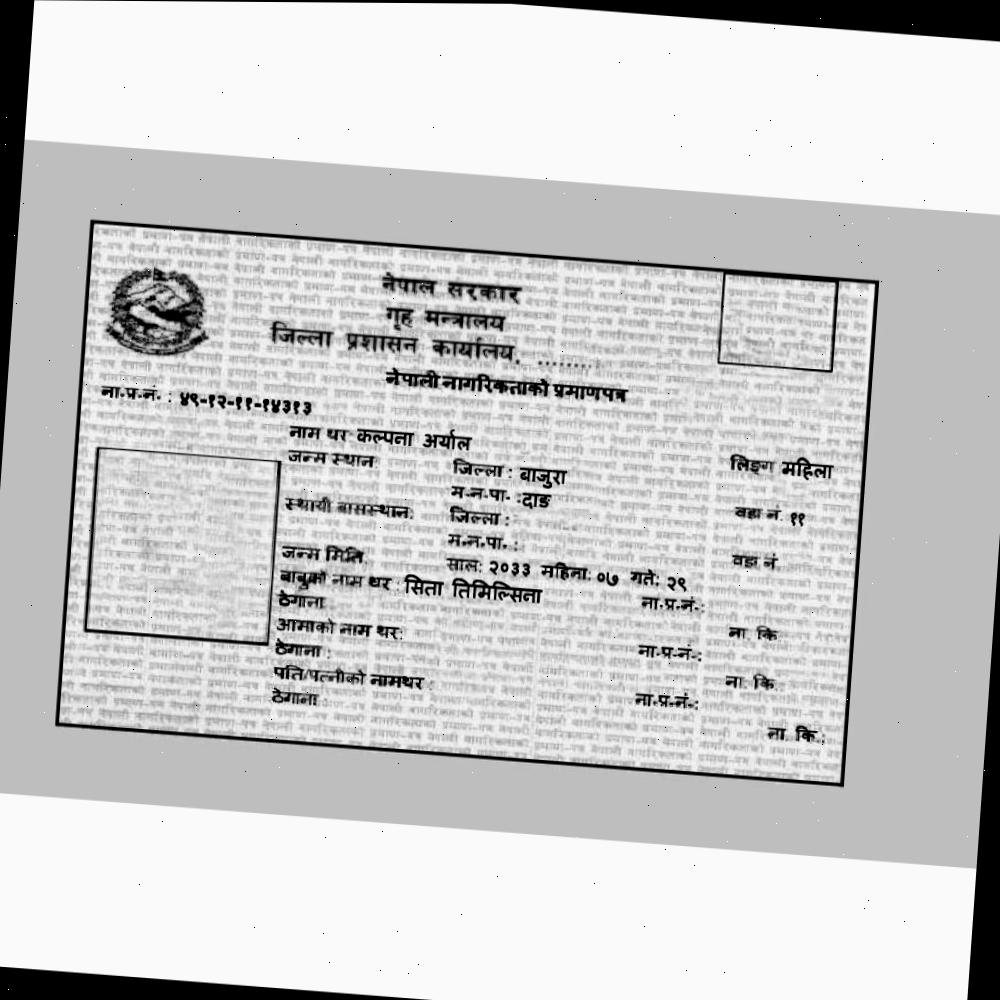 नेपाल सरकार
गृह मन्त्रालय
जिल्ला प्रशासन कार्यालय, ..........
नेपाली नागरिकताको प्रमाणपत्र
ना.प्र.नं. : ४९-१२-११-१४३१३
नाम थर: कल्पना अर्याल
लिङ्ग महिला
जन्म स्थान: जिल्ला : बाजुरा
म.न.पा. :दाङ वडा नं. ११
स्थायी बासस्थान: जिल्ला :
म.न.पा. : वडा नं
जन्म मिति: साल: २०३३ महिना: ०७ गते: २९
बाबुको नाम थर : सिता तिमिल्सिना ना.प्र.नं.:
ठेगाना ना. कि
आमाको नाम थर: ना.प्र.नं.:
ठेगाना : ना. कि.
पति/पत्नीको नामथर : ना.प्र.नं.:
ठेगाना : ना. कि.: